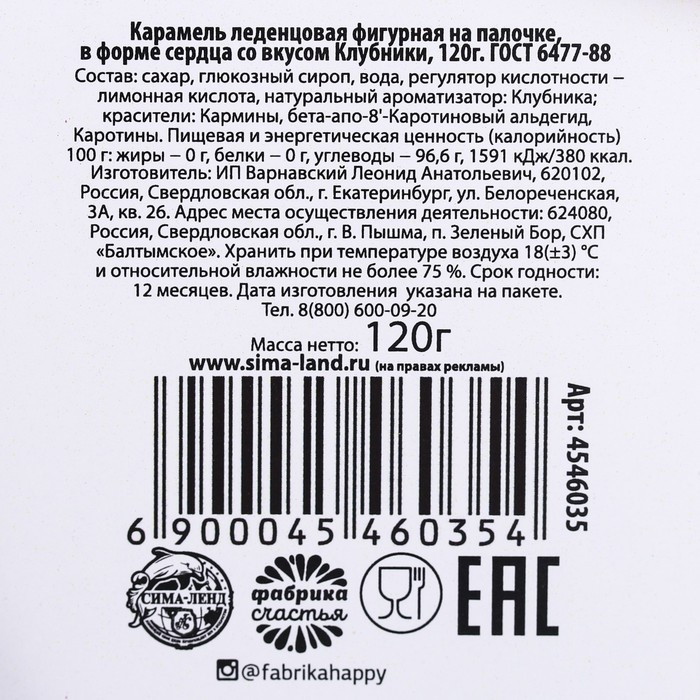 Карамель леденцовая фигурная на палочке,
в форме сердца со вкусом Клубники, 120г. ГОСТ 6477-88
Состав: сахар, глюкозный сироп, вода, регулятор кислотности –
лимонная кислота, натуральный ароматизатор: Клубника;
красители: Кармины, бета-апо-8'-Каротиновый альдегид,
Каротины. Пищевая и энергетическая ценность (калорийность)
100 г: жиры – 0 г, белки – 0 г, углеводы – 96,6 г, 1591 кДж/380 ккал.
Изготовитель: ИП Варнавский Леонид Анатольевич, 620102,
Россия, Свердловская обл., г. Екатеринбург, ул. Белореченская,
3А, кв. 26. Адрес места осуществления деятельности: 624080,
Россия, Свердловская обл., г. В. Пышма, п. Зеленый Бор, СХП
«Балтымское». Хранить при температуре воздуха 18(±3) °С
и относительной влажности не более 75 %. Срок годности:
12 месяцев. Дата изготовления указана на пакете.
Тел. 8(800) 600-09-20
Масса нетто: 120г
www.sima-land.ru (на правах рекламы)
Арт: 4546035
6 900045 460354
СИМА-ЛЕНД
фабрика
счастья
EAC
@fabrikahappy